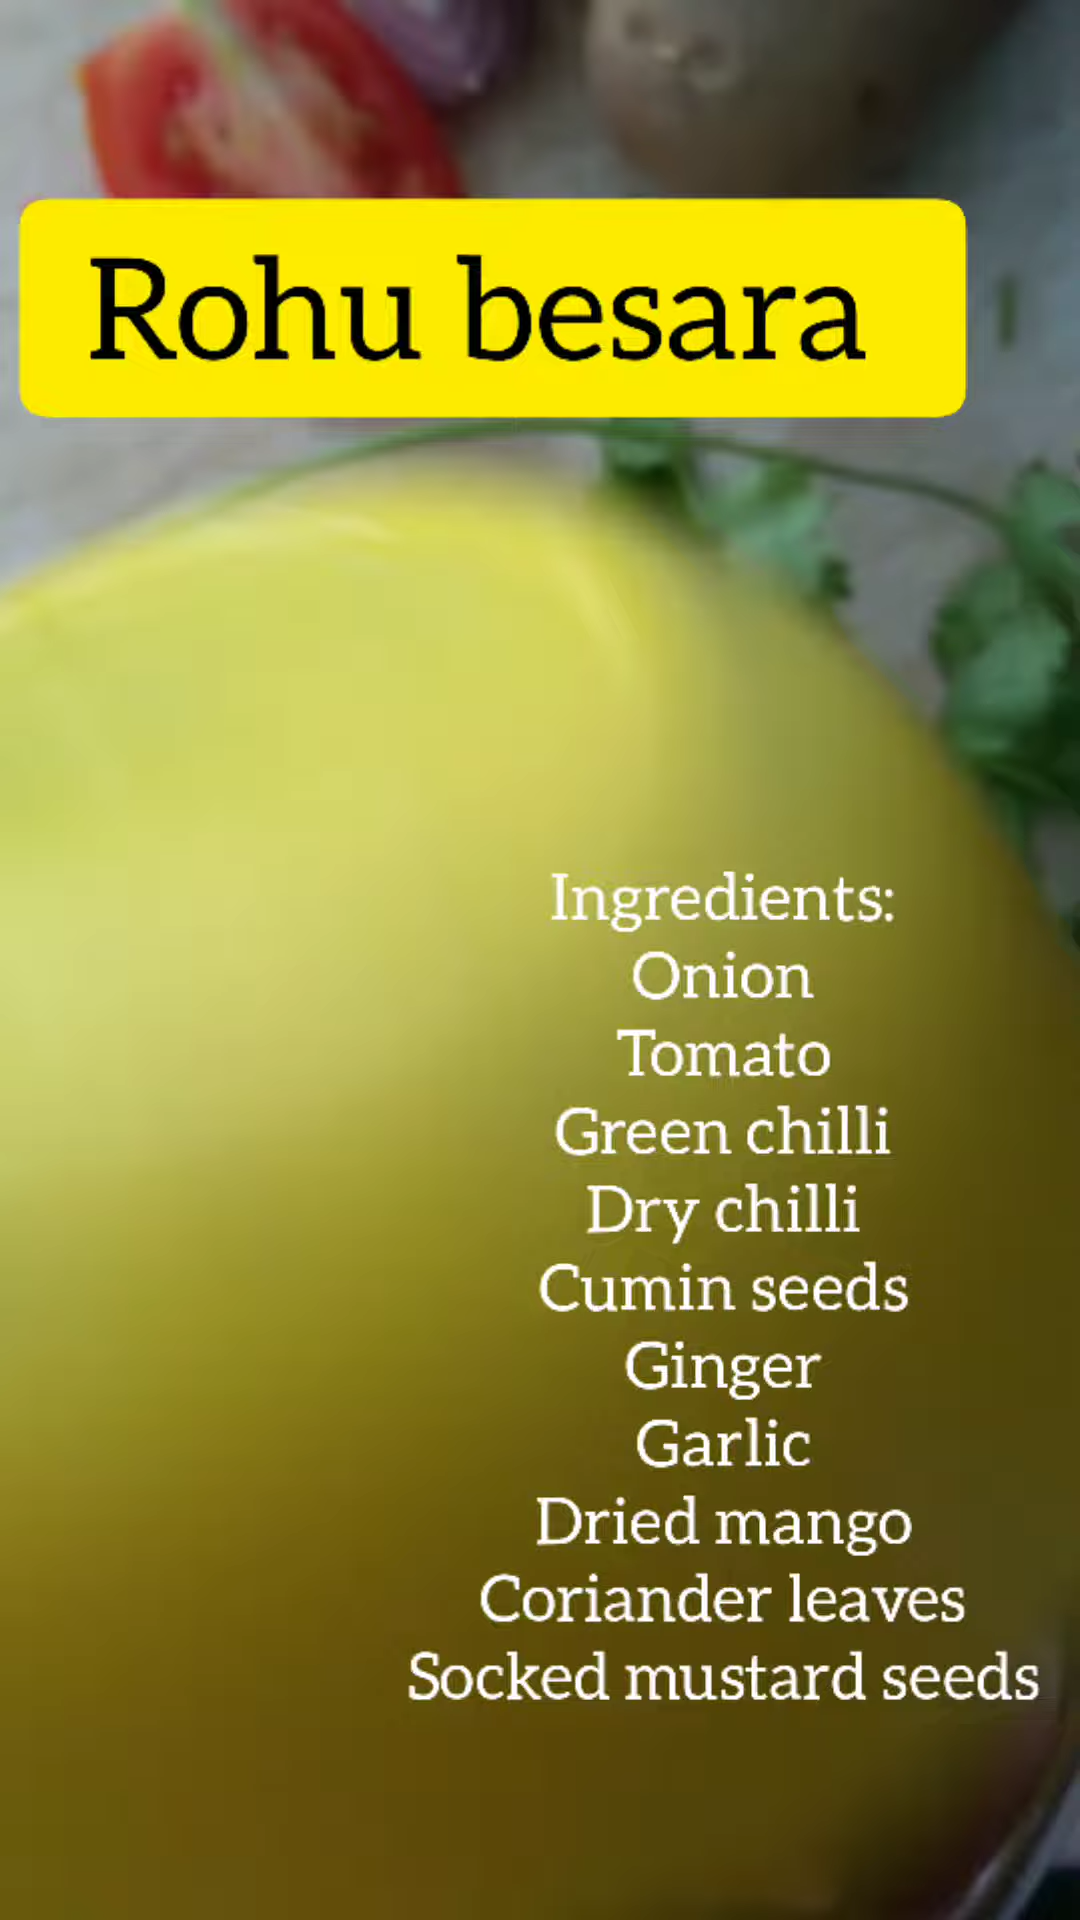 Rohu besara
Ingredients:
Onion
Tomato
Green chilli
Dry chilli
Cumin seeds
Ginger
Garlic
Dried mango
Coriander leaves
Socked mustard seeds